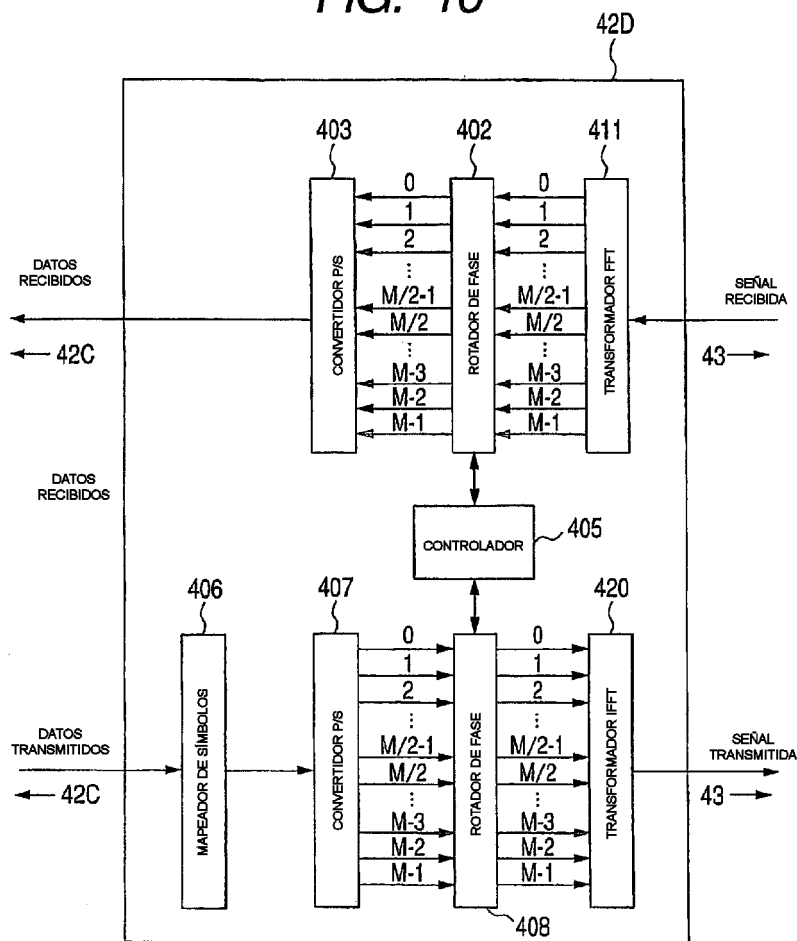 FIG. 10
42D
403
402
411
0
0
1
1
2
2
⋮
⋮
M/2-1
M/2-1
M/2
M/2
⋮
⋮
M-3
M-3
M-2
M-2
M-1
M-1
CONVERTIDOR P/S
ROTADOR DE FASE
TRANSFORMADOR FFT
DATOS
RECIBIDOS
42C
SEÑAL
RECIBIDA
43
DATOS
RECIBIDOS
CONTROLADOR
405
406
407
420
0
0
1
1
2
2
⋮
⋮
M/2-1
M/2-1
M/2
M/2
⋮
⋮
M-3
M-3
M-2
M-2
M-1
M-1
MAPEADOR DE SÍMBOLOS
CONVERTIDOR P/S
ROTADOR DE FASE
TRANSFORMADOR IFFT
DATOS
TRANSMITIDOS
42C
SEÑAL
TRANSMITIDA
43
408